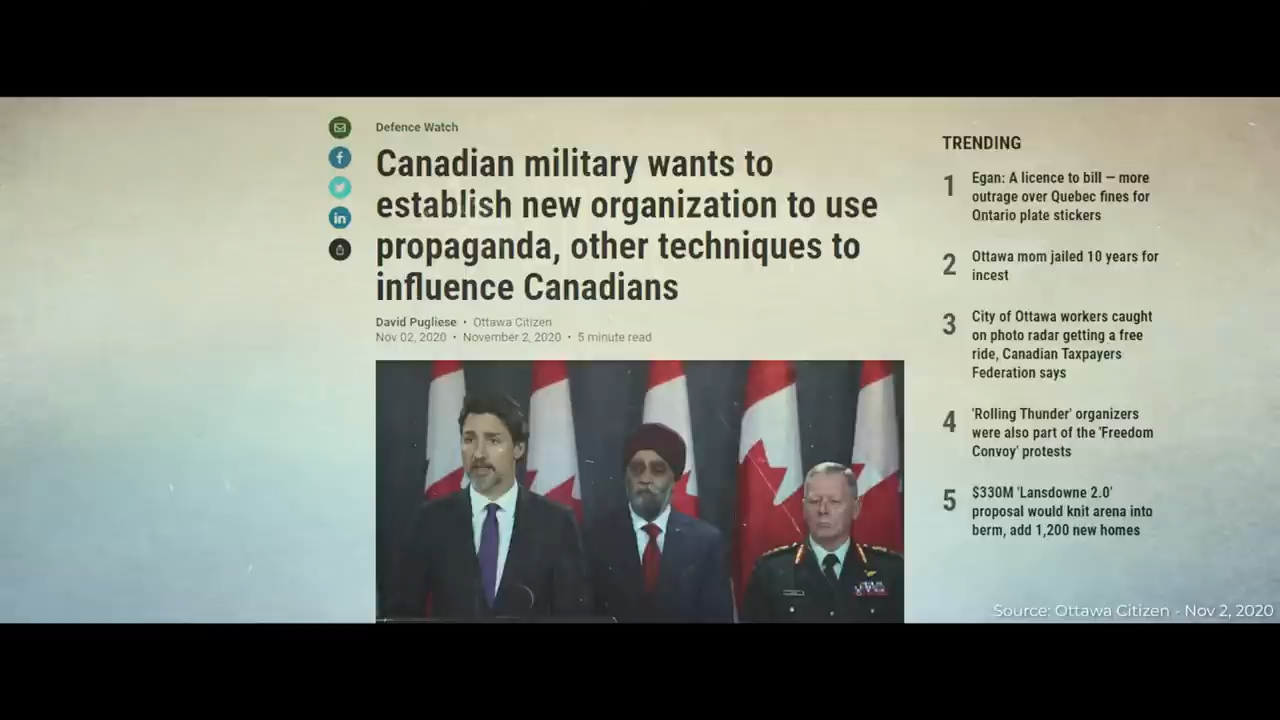 Defence Watch
Canadian military wants to
establish new organization to use
propaganda, other techniques to
influence Canadians
David Pugliese • Ottawa Citizen
Nov 02, 2020 • November 2, 2020 • 5 minute read
TRENDING
1
Egan: A licence to bill — more
outrage over Quebec fines for
Ontario plate stickers
2
Ottawa mom jailed 10 years for
incest
3
City of Ottawa workers caught
on photo radar getting a free
ride, Canadian Taxpayers
Federation says
4
'Rolling Thunder' organizers
were also part of the 'Freedom
Convoy' protests
5
$330M 'Lansdowne 2.0'
proposal would knit arena into
berm, add 1,200 new homes
Source: Ottawa Citizen - Nov 2, 2020